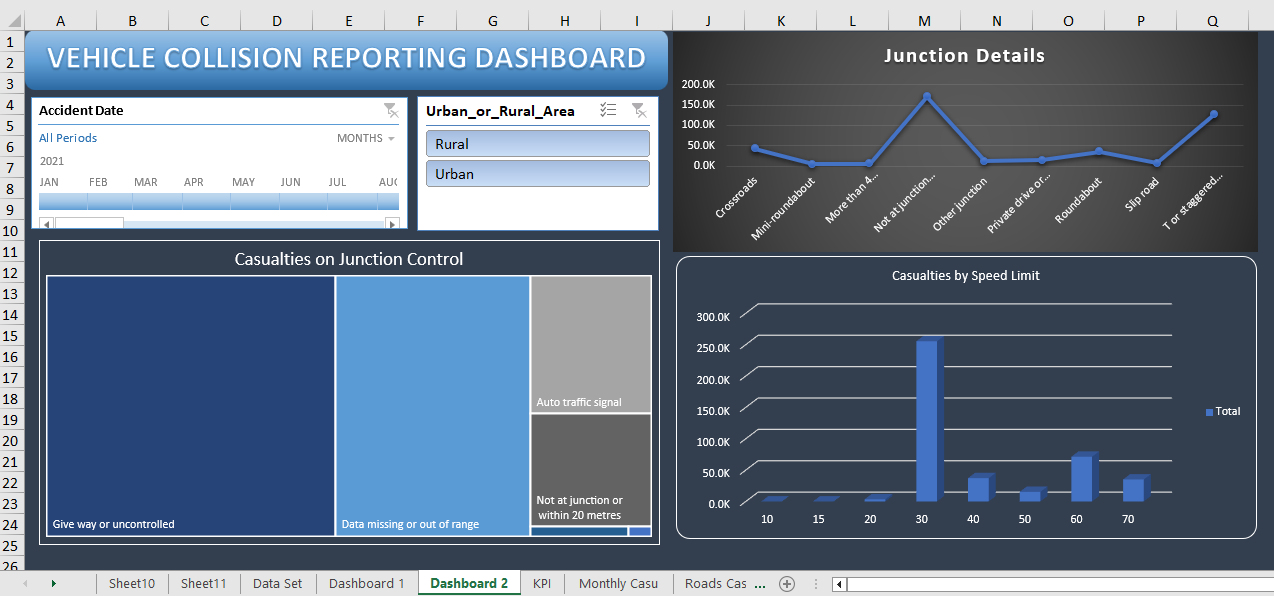 A B C D E F G H I J K L M N O P Q
1
2
3
4
5
6
7
8
9
10
11
12
13
14
15
16
17
18
19
20
21
22
23
24
25
26
VEHICLE COLLISION REPORTING DASHBOARD
Accident Date
All Periods MONTHS
2021
JAN FEB MAR APR MAY JUN JUL AUG
Urban_or_Rural_Area
Rural
Urban
Junction Details
200.0K
150.0K
100.0K
50.0K
0.0K
Crossroads
Mini-roundabout
More than 4...
Not at junction...
Other junction
Private drive or...
Roundabout
Slip road
T or staggered...
Casualties on Junction Control
Give way or uncontrolled
Data missing or out of range
Auto traffic signal
Not at junction or
within 20 metres
Casualties by Speed Limit
300.0K
250.0K
200.0K
150.0K
100.0K
50.0K
0.0K
10 15 20 30 40 50 60 70
Total
Sheet10 Sheet11 Data Set Dashboard 1 Dashboard 2 KPI Monthly Casu Roads Cas ...